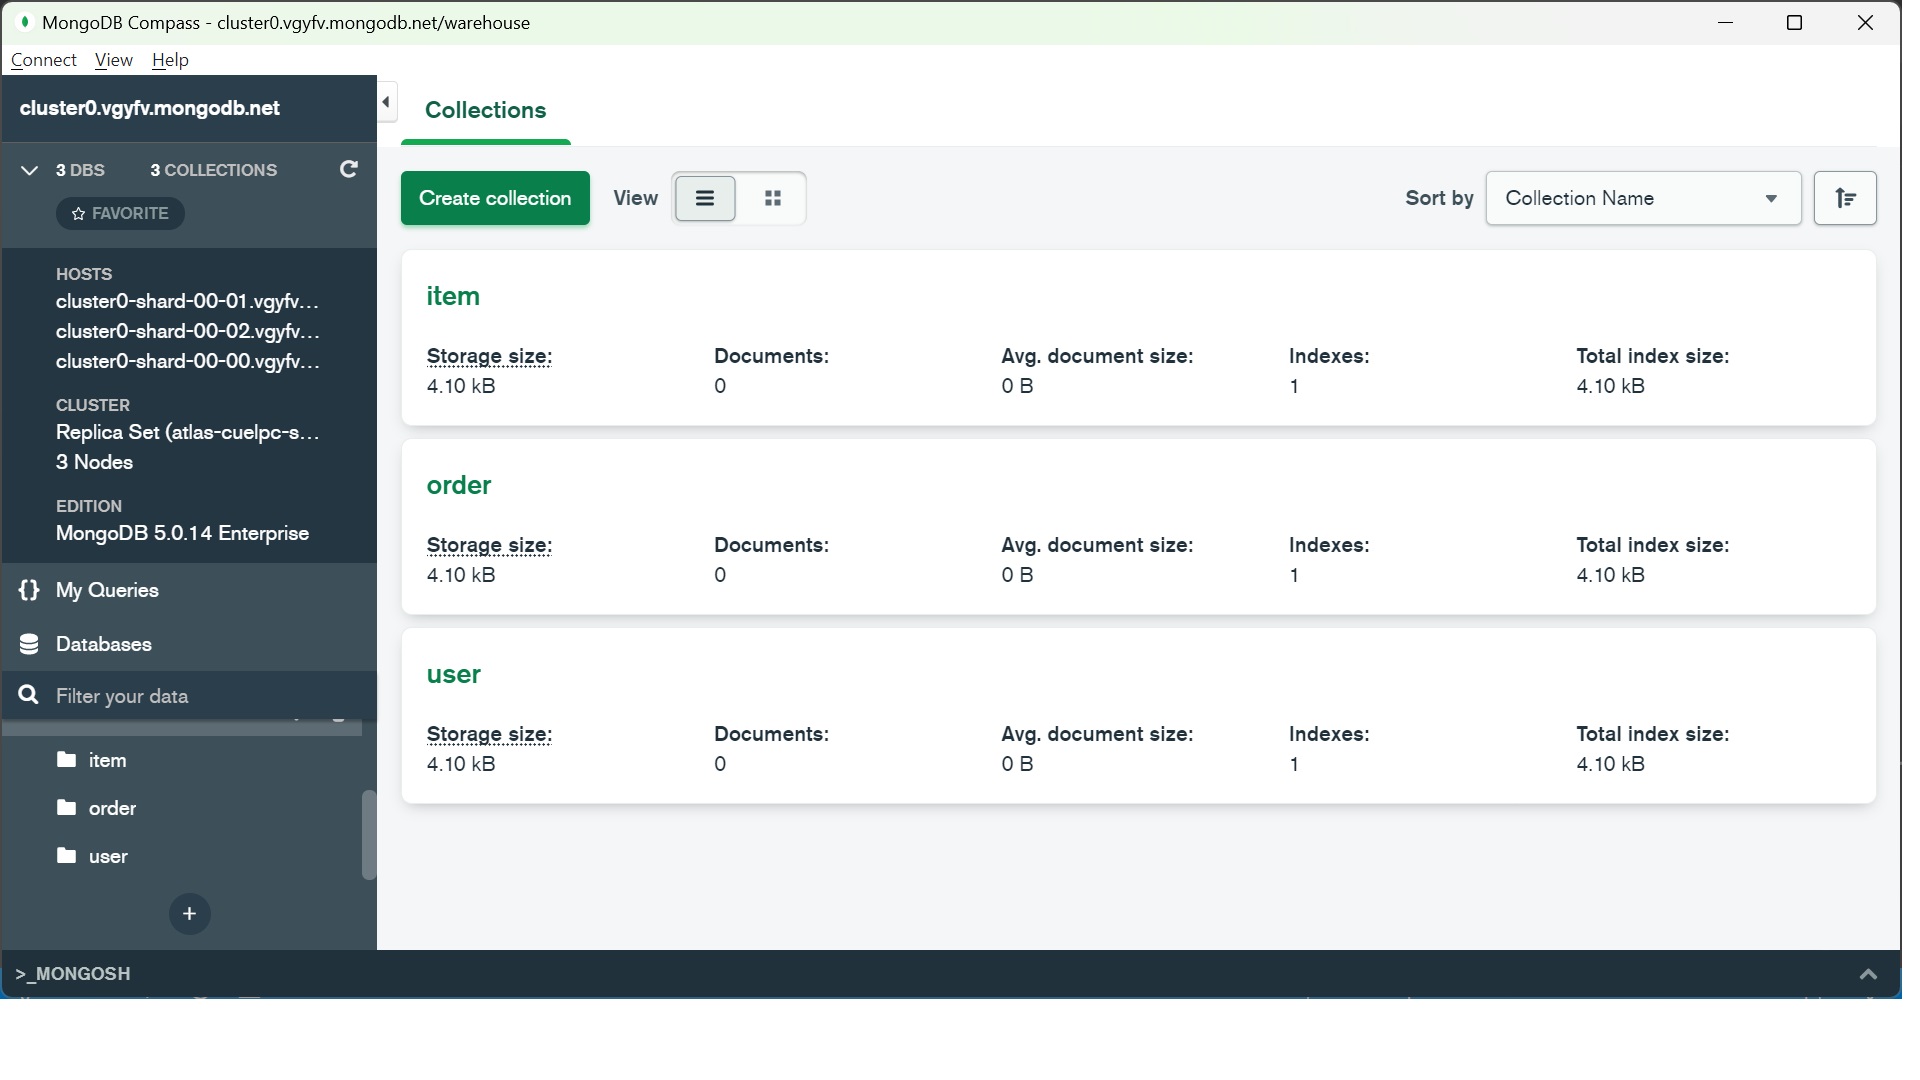 MongoDB Compass - cluster0.vgyfv.mongodb.net/warehouse
Connect View Help
cluster0.vgyfv.mongodb.net
3 DBS 3 COLLECTIONS
FAVORITE
HOSTS
cluster0-shard-00-01.vgyfv...
cluster0-shard-00-02.vgyfv...
cluster0-shard-00-00.vgyfv...
CLUSTER
Replica Set (atlas-cuelpc-s...
3 Nodes
EDITION
MongoDB 5.0.14 Enterprise
{} My Queries
Databases
Filter your data
item
order
user
+
Collections
Create collection View Sort by Collection Name
item
Storage size: Documents: Avg. document size: Indexes: Total index size:
4.10 kB 0 0 B 1 4.10 kB
order
Storage size: Documents: Avg. document size: Indexes: Total index size:
4.10 kB 0 0 B 1 4.10 kB
user
Storage size: Documents: Avg. document size: Indexes: Total index size:
4.10 kB 0 0 B 1 4.10 kB
>_MONGOSH